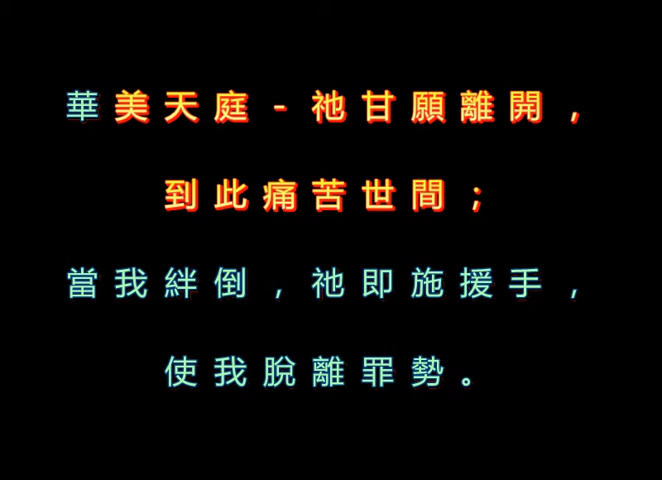 華美天庭-祂甘願離開，
到此痛苦世間；
當我絆倒，祂即施援手，
使我脫離罪勢。